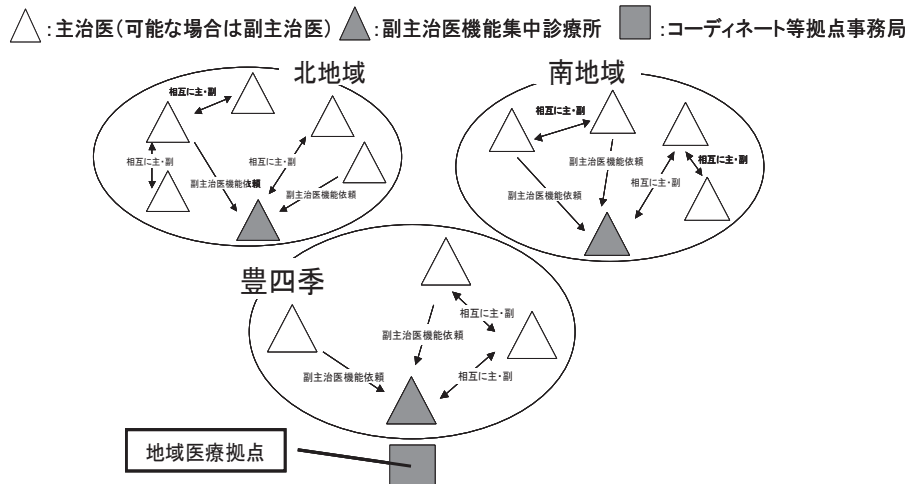 △:主治医(可能な場合は副主治医) ▲:副主治医機能集中診療所 ■:コーディネート等拠点事務局
北地域
相互に主・副
相互に主・副
相互に主・副
副主治医機能依頼
副主治医機能依頼
南地域
相互に主・副
相互に主・副
副主治医機能依頼
相互に主・副
副主治医機能依頼
豊四季
相互に主・副
副主治医機能依頼
副主治医機能依頼
相互に主・副
地域医療拠点